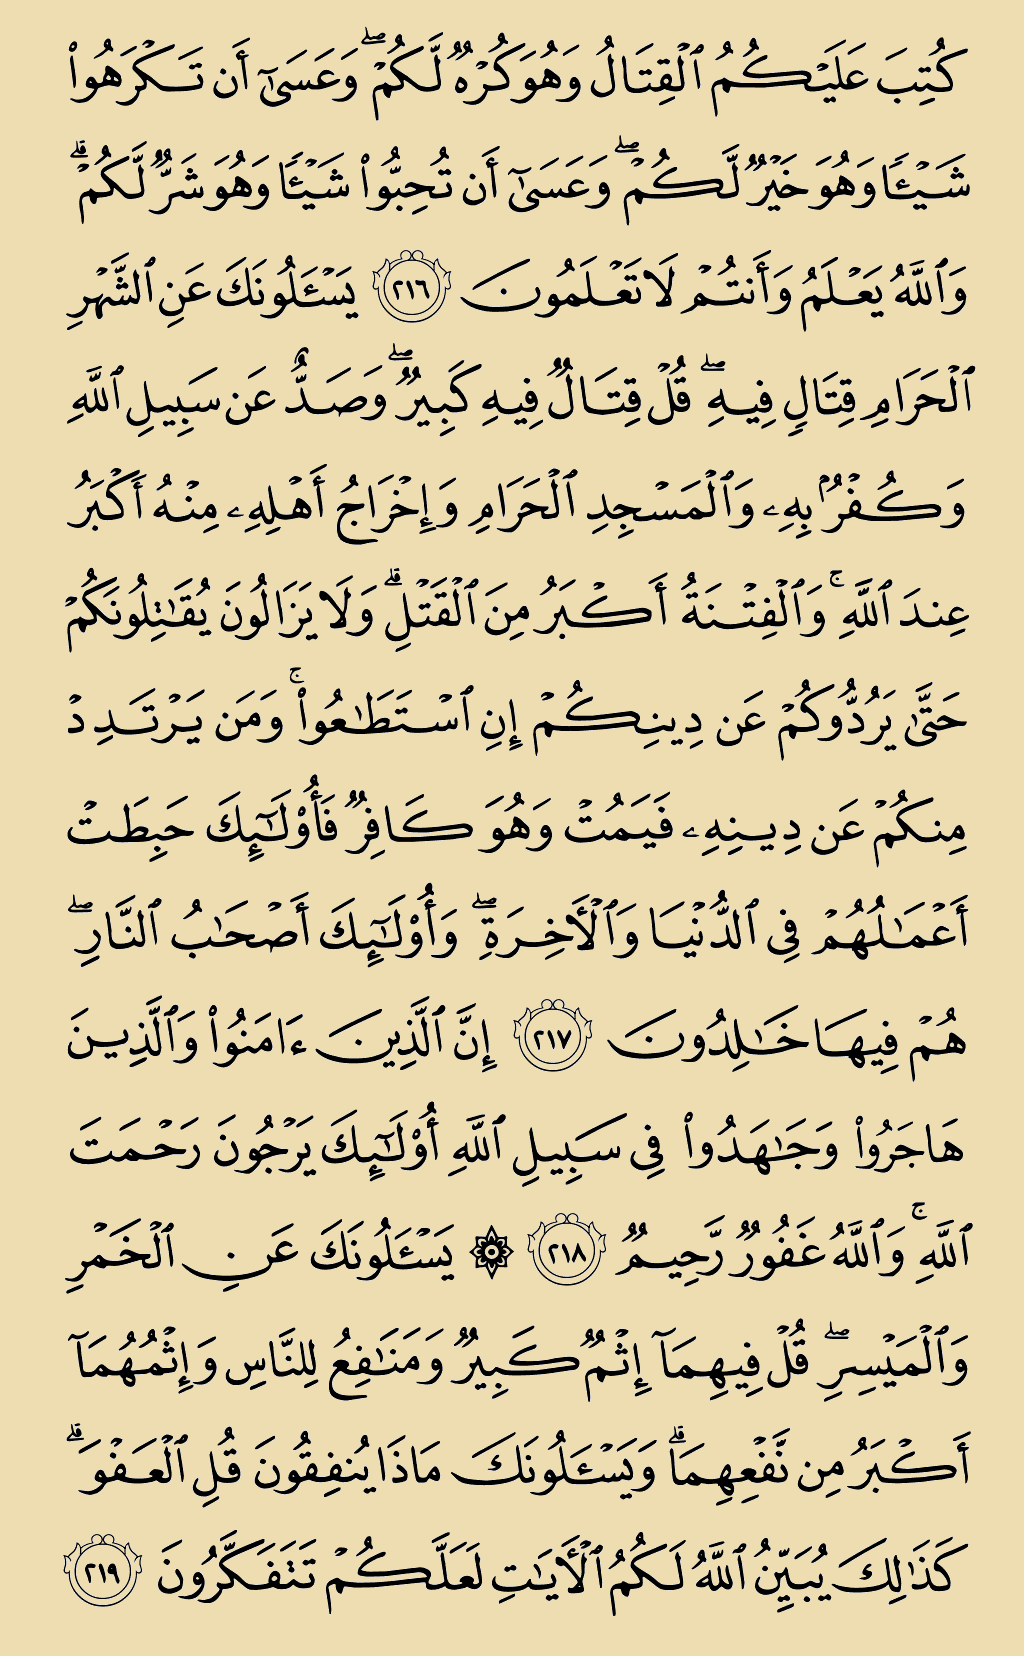 كُتِبَ عَلَيۡكُمُ ٱلۡقِتَالُ وَهُوَ كُرۡهٞ لَّكُمۡۖ وَعَسَىٰٓ أَن تَكۡرَهُواْ
شَيۡـٔٗا وَهُوَ خَيۡرٞ لَّكُمۡۖ وَعَسَىٰٓ أَن تُحِبُّواْ شَيۡـٔٗا وَهُوَ شَرّٞ لَّكُمۡۚ
وَٱللَّهُ يَعۡلَمُ وَأَنتُمۡ لَا تَعۡلَمُونَ ٢١٦ يَسۡـَٔلُونَكَ عَنِ ٱلشَّهۡرِ
ٱلۡحَرَامِ قِتَالٖ فِيهِۖ قُلۡ قِتَالٞ فِيهِ كَبِيرٞۖ وَصَدٌّ عَن سَبِيلِ ٱللَّهِ
وَكُفۡرُۢ بِهِۦ وَٱلۡمَسۡجِدِ ٱلۡحَرَامِ وَإِخۡرَاجُ أَهۡلِهِۦ مِنۡهُ أَكۡبَرُ
عِندَ ٱللَّهِۚ وَٱلۡفِتۡنَةُ أَكۡبَرُ مِنَ ٱلۡقَتۡلِۗ وَلَا يَزَالُونَ يُقَٰتِلُونَكُمۡ
حَتَّىٰ يَرُدُّوكُمۡ عَن دِينِكُمۡ إِنِ ٱسۡتَطَٰعُواْۚ وَمَن يَرۡتَدِدۡ
مِنكُمۡ عَن دِينِهِۦ فَيَمُتۡ وَهُوَ كَافِرٞ فَأُوْلَٰٓئِكَ حَبِطَتۡ
أَعۡمَٰلُهُمۡ فِي ٱلدُّنۡيَا وَٱلۡأٓخِرَةِۖ وَأُوْلَٰٓئِكَ أَصۡحَٰبُ ٱلنَّارِۖ
هُمۡ فِيهَا خَٰلِدُونَ ٢١٧ إِنَّ ٱلَّذِينَ ءَامَنُواْ وَٱلَّذِينَ
هَاجَرُواْ وَجَٰهَدُواْ فِي سَبِيلِ ٱللَّهِ أُوْلَٰٓئِكَ يَرۡجُونَ رَحۡمَتَ
ٱللَّهِۚ وَٱللَّهُ غَفُورٞ رَّحِيمٞ ٢١٨ ۞ يَسۡـَٔلُونَكَ عَنِ ٱلۡخَمۡرِ
وَٱلۡمَيۡسِرِۖ قُلۡ فِيهِمَآ إِثۡمٞ كَبِيرٞ وَمَنَٰفِعُ لِلنَّاسِ وَإِثۡمُهُمَآ
أَكۡبَرُ مِن نَّفۡعِهِمَاۗ وَيَسۡـَٔلُونَكَ مَاذَا يُنفِقُونَ قُلِ ٱلۡعَفۡوَۗ
كَذَٰلِكَ يُبَيِّنُ ٱللَّهُ لَكُمُ ٱلۡأٓيَٰتِ لَعَلَّكُمۡ تَتَفَكَّرُونَ ٢١٩